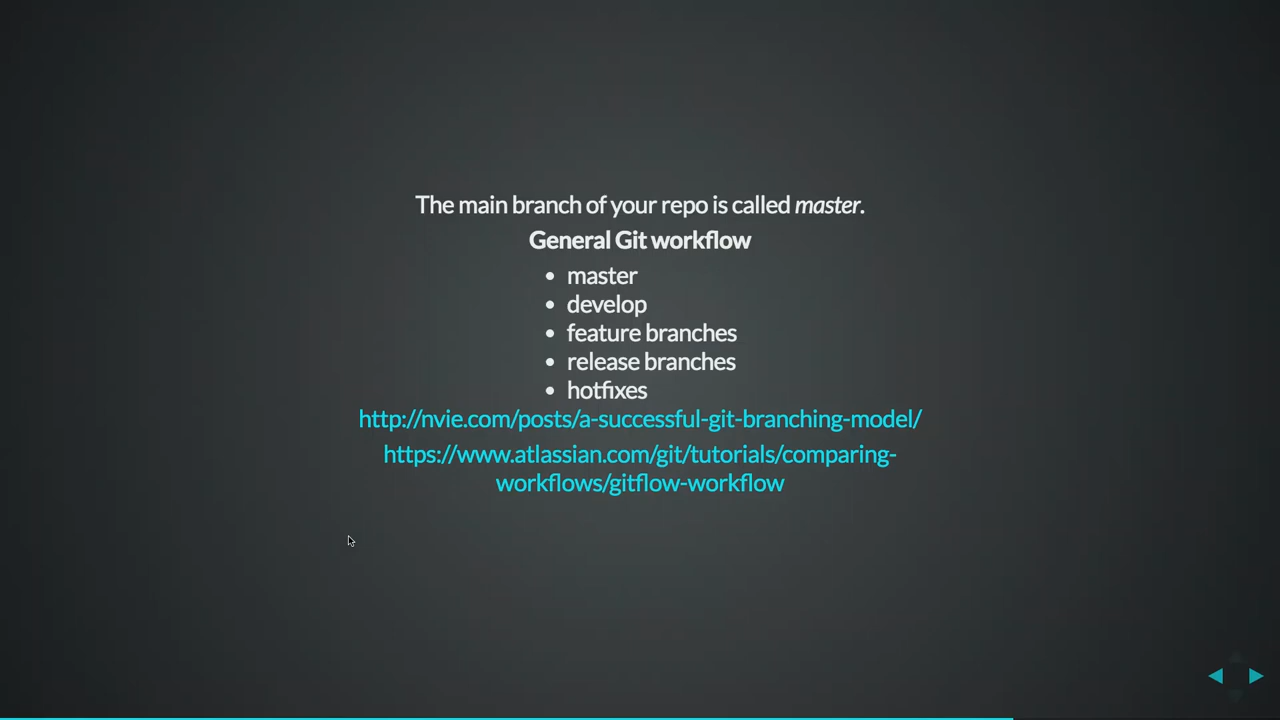 The main branch of your repo is called master.
General Git workflow
• master
• develop
• feature branches
• release branches
• hotfixes
http://nvie.com/posts/a-successful-git-branching-model/
https://www.atlassian.com/git/tutorials/comparing-
workflows/gitflow-workflow